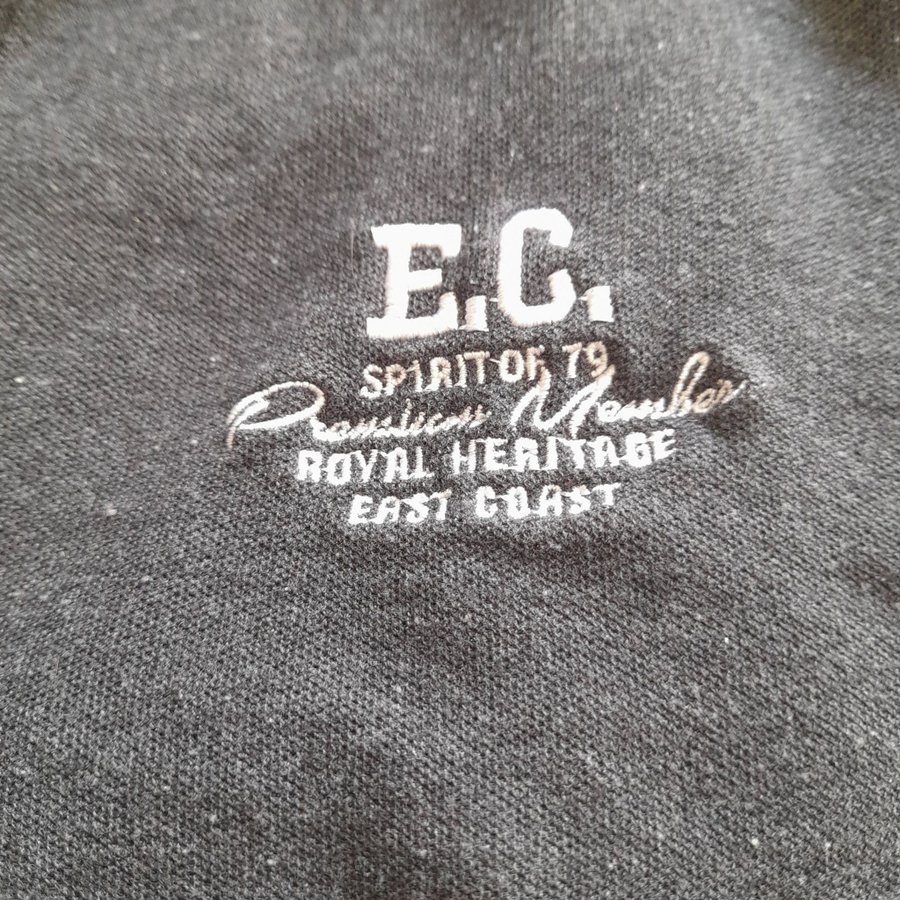 E.C.
SPIRIT OF 79
Premium Member
ROYAL HERITAGE
EAST COAST